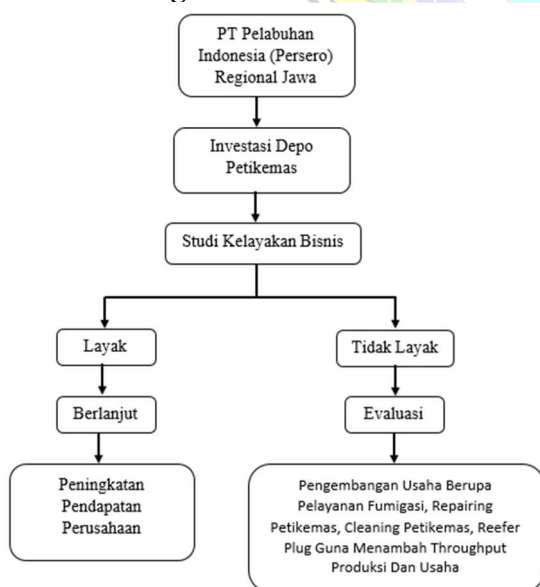 PT Pelabuhan
Indonesia (Persero)
Regional Jawa
Investasi Depo
Petikemas
Studi Kelayakan Bisnis
Layak
Tidak Layak
Berlanjut
Evaluasi
Peningkatan
Pendapatan
Perusahaan
Pengembangan Usaha Berupa
Pelayanan Fumigasi, Repairing
Petikemas, Cleaning Petikemas, Reefer
Plug Guna Menambah Throughput
Produksi Dan Usaha